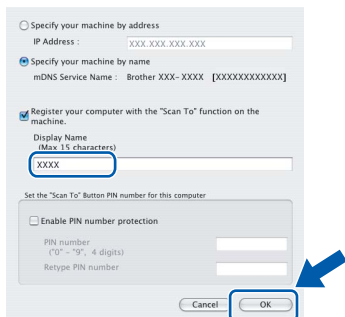 Specify your machine by address
IP Address : XXX.XXX.XXX.XXX
Specify your machine by name
mDNS Service Name : Brother XXX- XXXX [XXXXXXXXXXXX]
Register your computer with the "Scan To" function on the
machine.
Display Name
(Max 15 characters)
XXXX
Set the "Scan To" Button PIN number for this computer
Enable PIN number protection
PIN number
("0" - "9", 4 digits)
Retype PIN number
Cancel OK